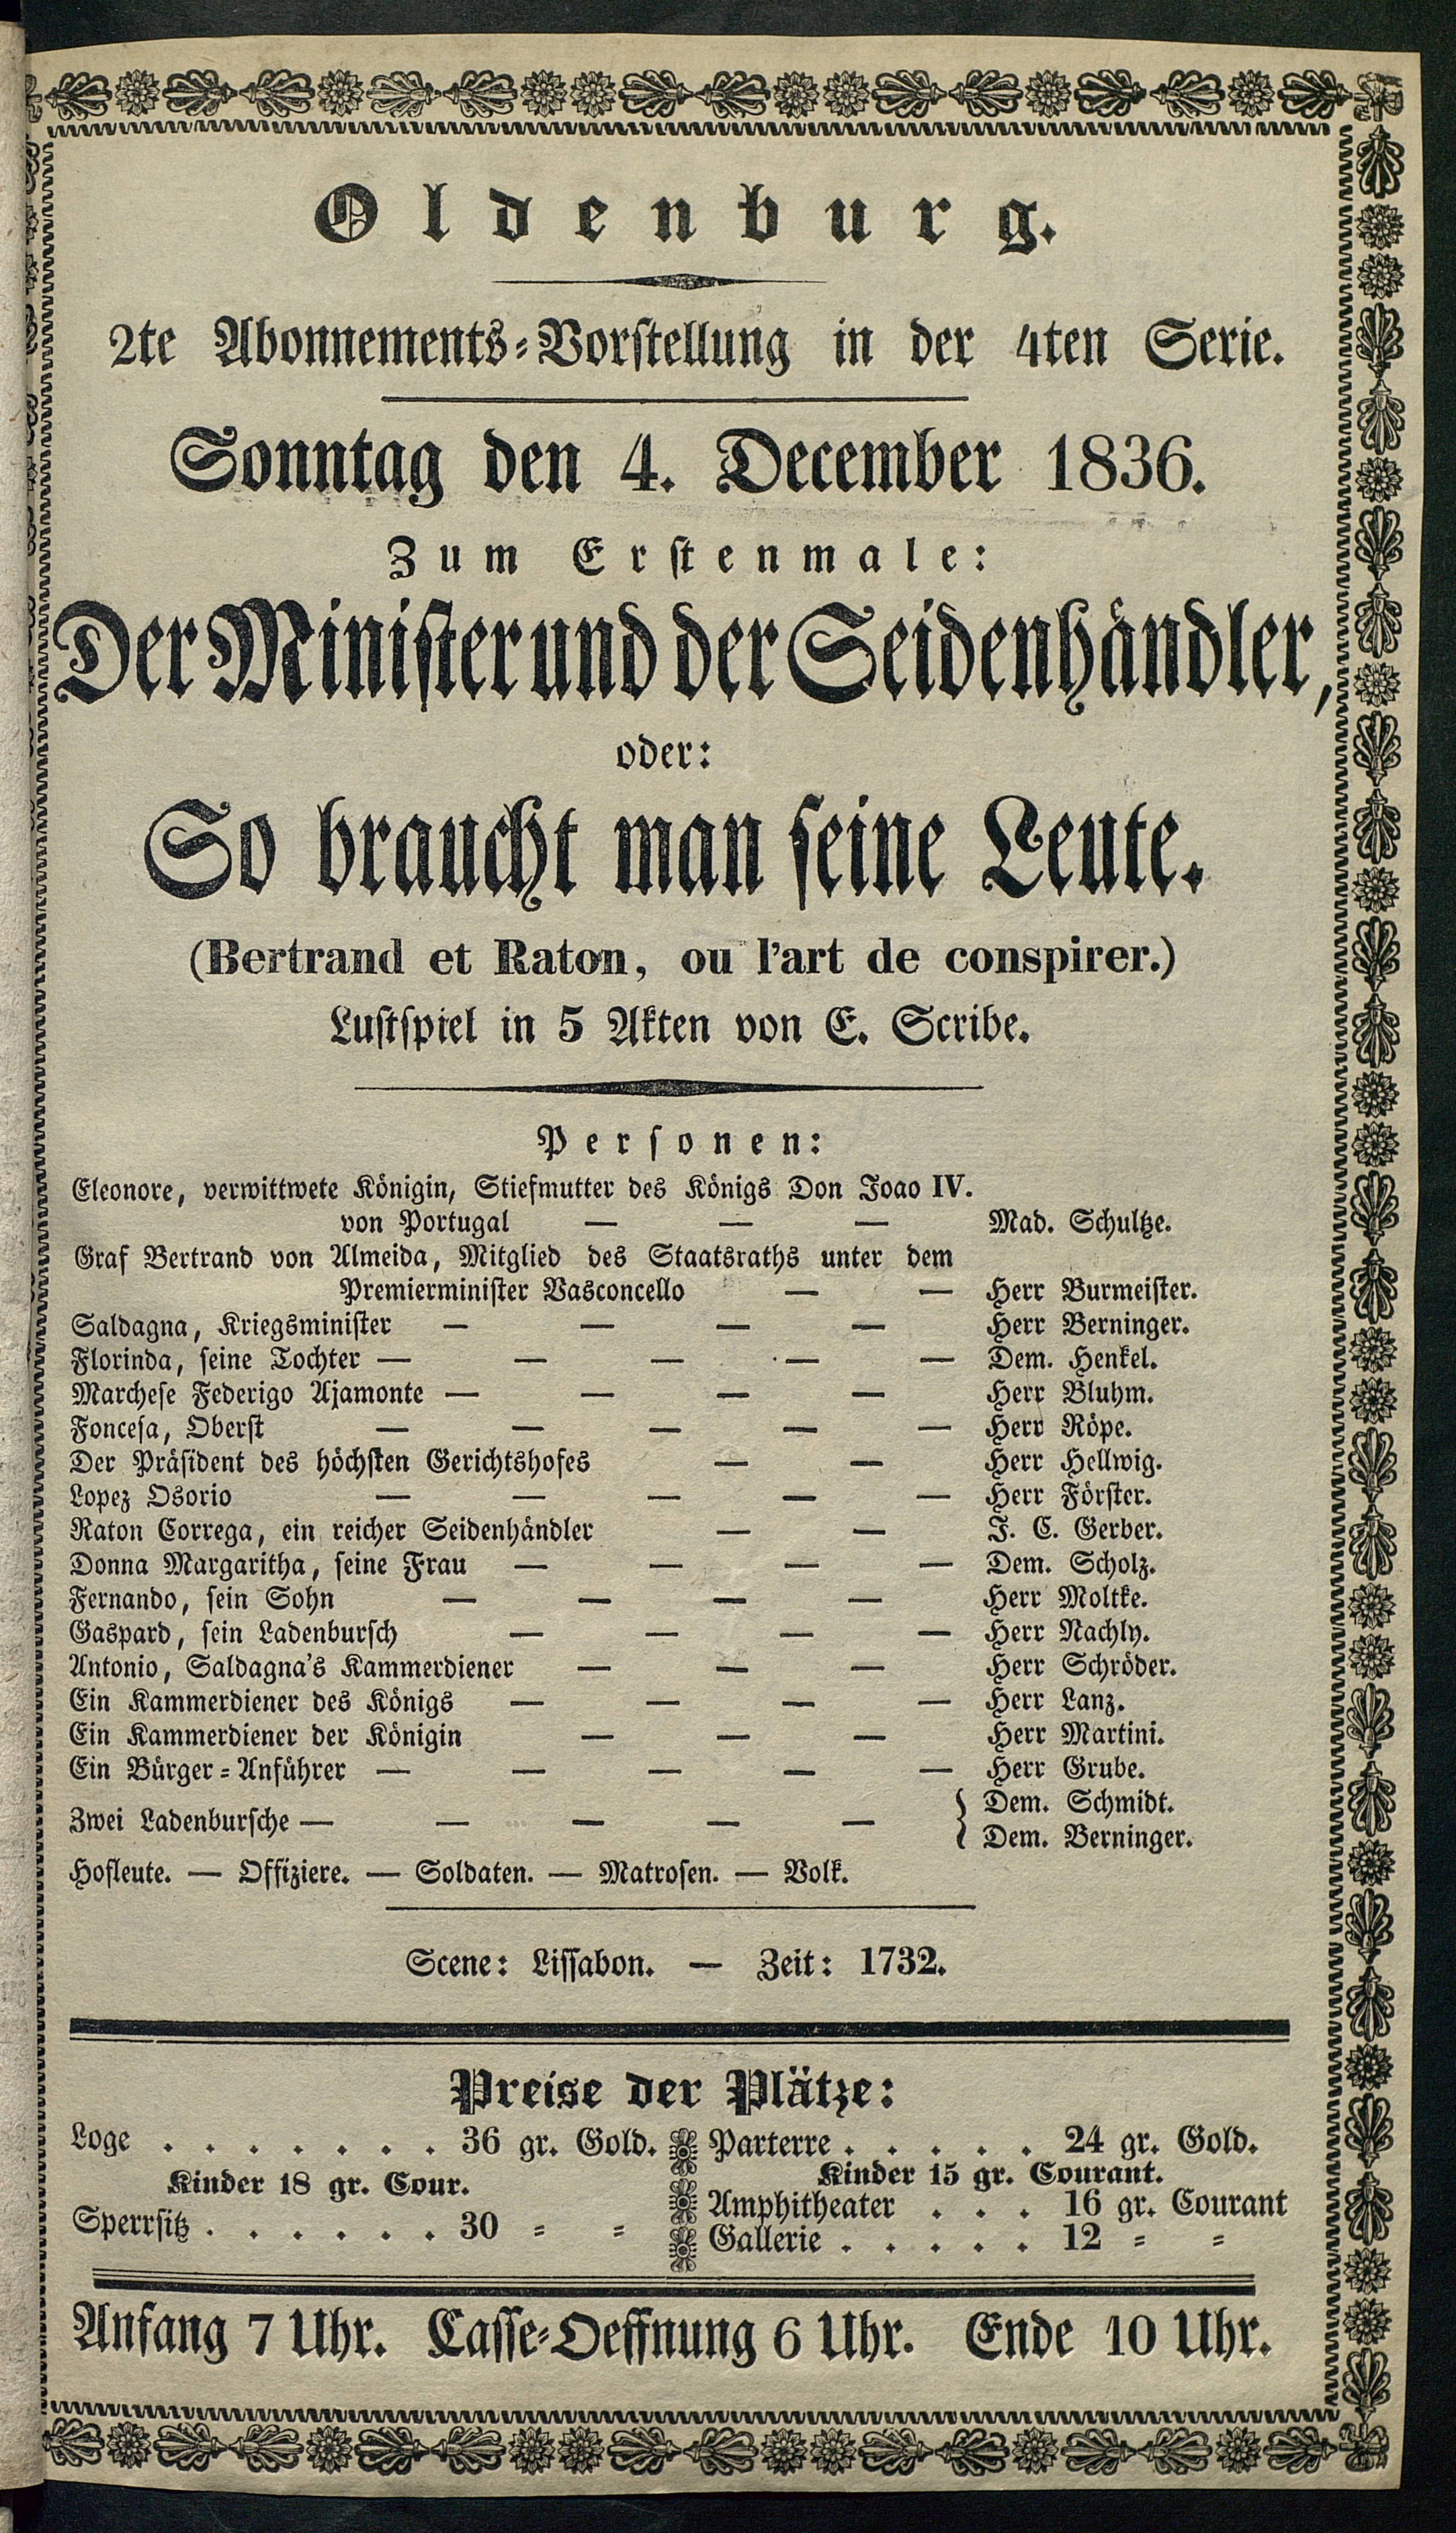 Oldenburg.
2te Abonnements-Vorstellung in der 4ten Serie.
Sonntag den 4. December 1836.
Zum Erstenmale:
Der Minister und der Seidenhändler,
oder:
So braucht man seine Leute.
(Bertrand et Raton, ou l'art de conspirer.)
Lustspiel in 5 Akten von E. Scribe.
Personen:
Eleonore, verwittwete Königin, Stiefmutter des Königs Don Joao IV.
von Portugal — — — Mad. Schultze.
Graf Bertrand von Almeida, Mitglied des Staatsraths unter dem
Premierminister Vasconcello — — Herr Burmeister.
Saldagna, Kriegsminister — — — — Herr Berninger.
Florinda, seine Tochter — — — — — Dem. Henkel.
Marchese Federigo Ajamonte — — — — Herr Bluhm.
Foncesa, Oberst — — — — — Herr Röpe.
Der Präsident des höchsten Gerichtshofes — — Herr Hellwig.
Lopez Osorio — — — — — Herr Förster.
Raton Correga, ein reicher Seidenhändler — — J. C. Gerber.
Donna Margaritha, seine Frau — — — — Dem. Scholz.
Fernando, sein Sohn — — — — Herr Moltke.
Gaspard, sein Ladenbursch — — — — Herr Nachly.
Antonio, Saldagna's Kammerdiener — — — Herr Schröder.
Ein Kammerdiener des Königs — — — — Herr Lanz.
Ein Kammerdiener der Königin — — — Herr Martini.
Ein Bürger-Anführer — — — — — Herr Grube.
Zwei Ladenbursche — — — — — { Dem. Schmidt.
Dem. Berninger.
Hofleute. — Offiziere. — Soldaten. — Matrosen. — Volk.
Scene: Lissabon. — Zeit: 1732.
Preise der Plätze:
Loge . . . . . . . 36 gr. Gold.
Kinder 18 gr. Cour.
Sperrsitz . . . . . . 30 = =
Parterre . . . . . 24 gr. Gold.
Kinder 15 gr. Courant.
Amphitheater . . . 16 gr. Courant
Gallerie . . . . . 12 = =
Anfang 7 Uhr. Casse-Oeffnung 6 Uhr. Ende 10 Uhr.